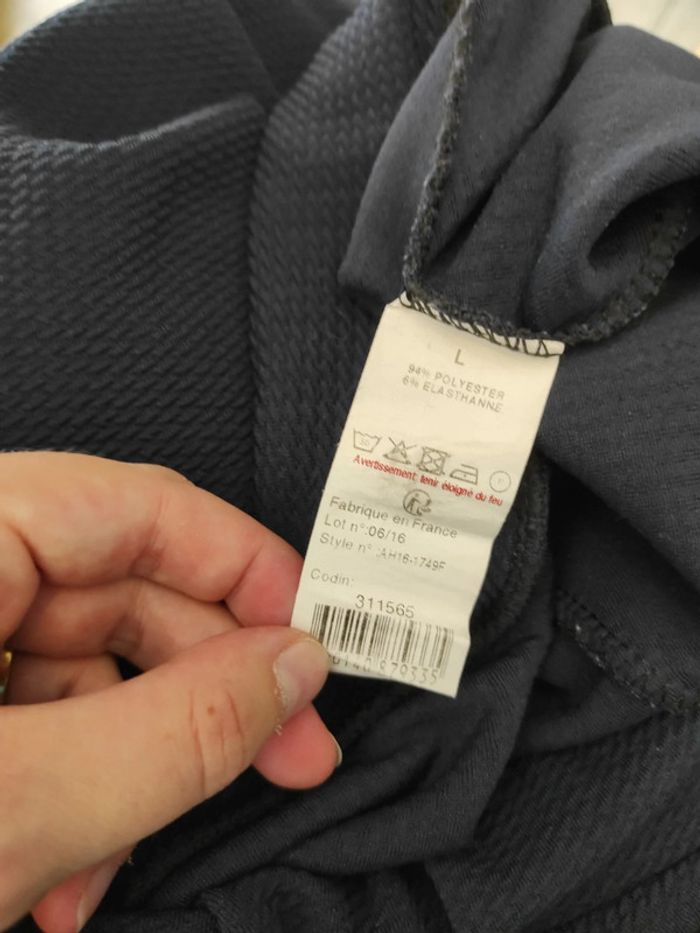 L
94% POLYESTER
6% ELASTHANNE
Avertissement: tenir éloigné du feu
Fabrique en France
Lot n°:06/16
Style n° :AH16-1749F
Codin:
311565
879335